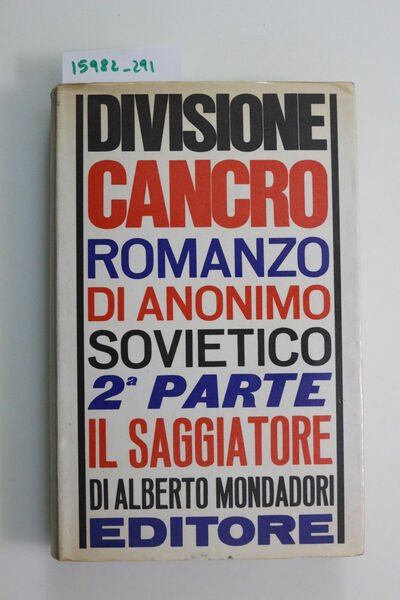 15982_291
DIVISIONE
CANCRO
ROMANZO
DI ANONIMO
SOVIETICO
2ª PARTE
IL SAGGIATORE
DI ALBERTO MONDADORI
EDITORE